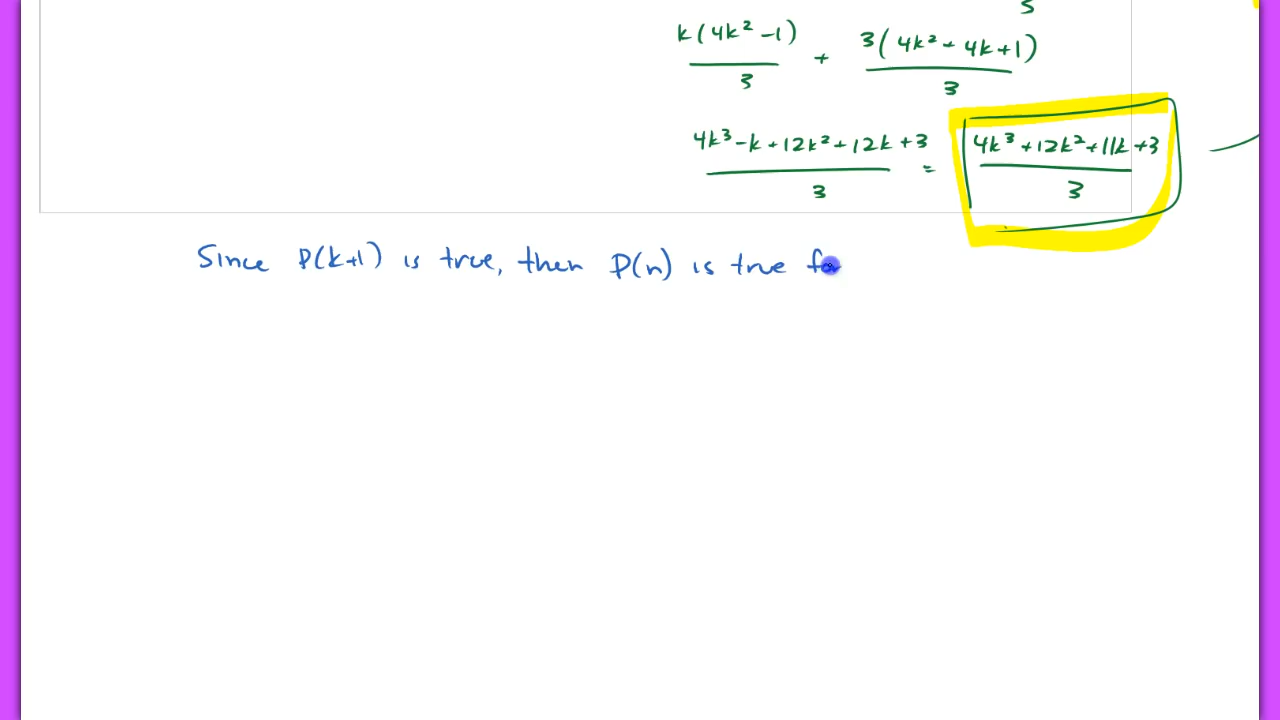 k(4k² -1)/3 + 3(4k² + 4k+1)/3
4k³ -k +12k² + 12k +3/3 = 4k³ +12k² +11k +3/3
Since P(k+1) is true, then P(n) is true for